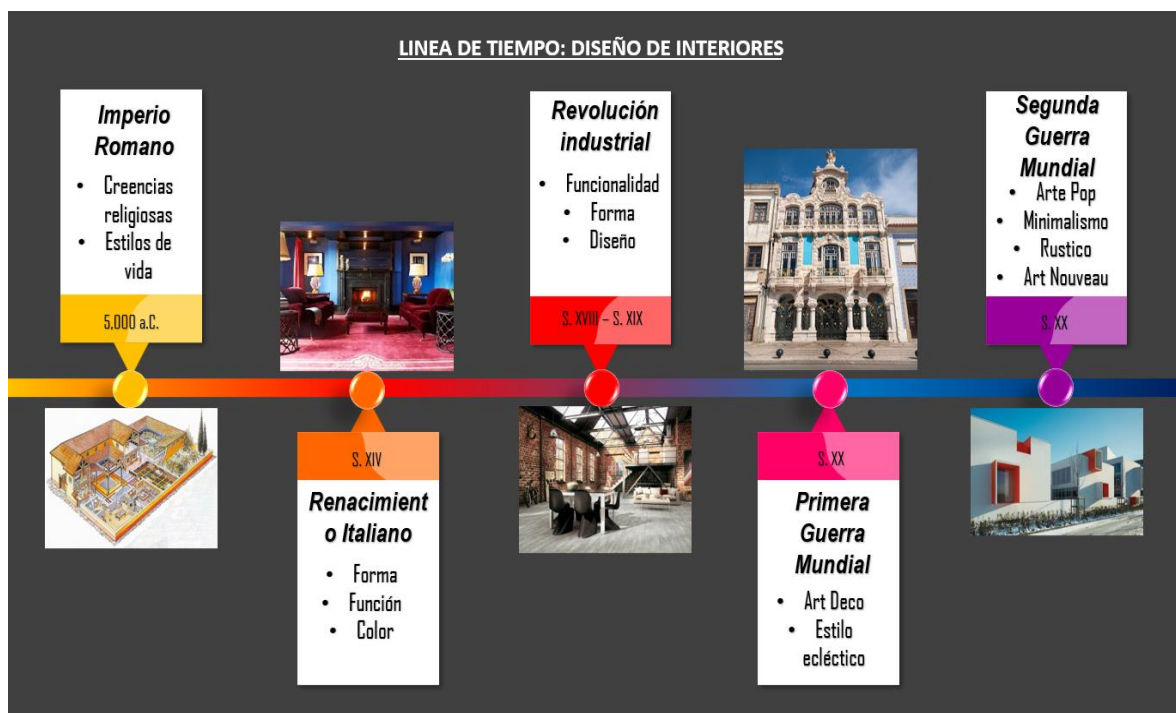 LINEA DE TIEMPO: DISEÑO DE INTERIORES
Imperio
Romano
• Creencias
religiosas
• Estilos de
vida
5,000 a.C.
S. XIV
Renacimient
o Italiano
• Forma
• Función
• Color
Revolución
industrial
• Funcionalidad
• Forma
• Diseño
S. XVIII – S. XIX
S. XX
Primera
Guerra
Mundial
• Art Deco
• Estilo
ecléctico
Segunda
Guerra
Mundial
• Arte Pop
• Minimalismo
• Rustico
• Art Nouveau
S. XX